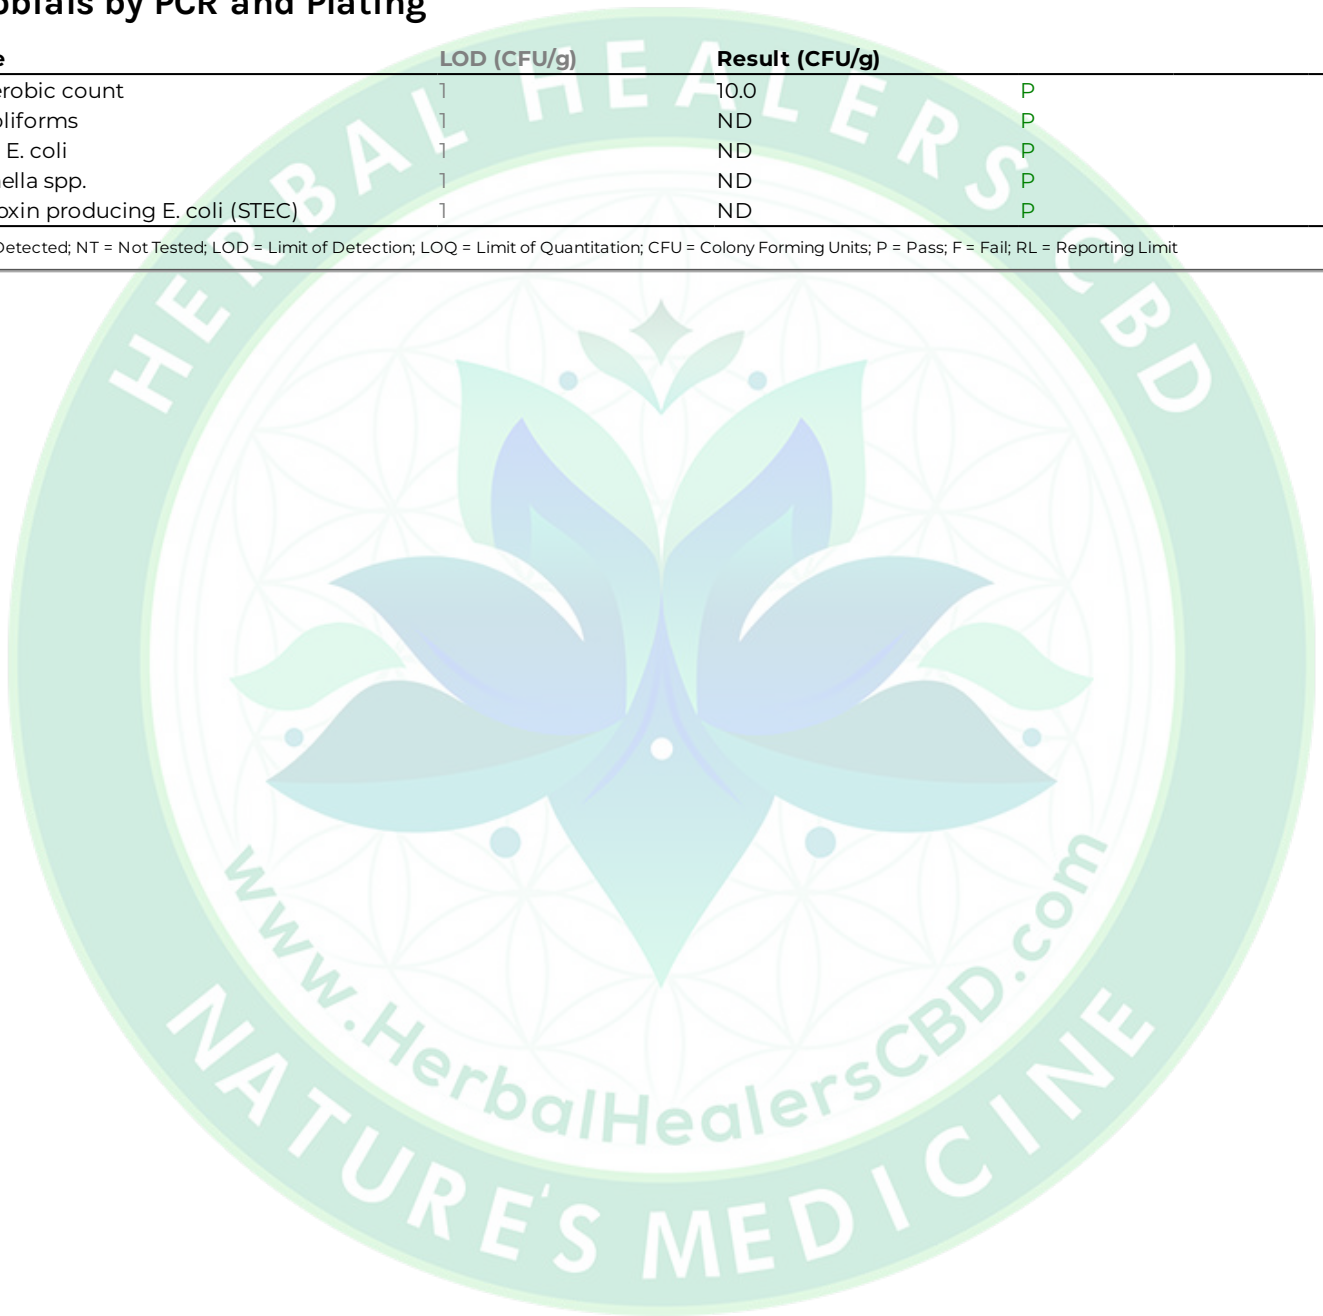 obials by PCR and Plating
e LOD (CFU/g) Result (CFU/g)
erobic count 1 10.0 P
oliforms 1 ND P
E. coli 1 ND P
ella spp. 1 ND P
oxin producing E. coli (STEC) 1 ND P
Detected; NT = Not Tested; LOD = Limit of Detection; LOQ = Limit of Quantitation; CFU = Colony Forming Units; P = Pass; F = Fail; RL = Reporting Limit
HERBAL HEALERS CBD
www.HerbalHealersCBD.com
NATURE'S MEDICINE